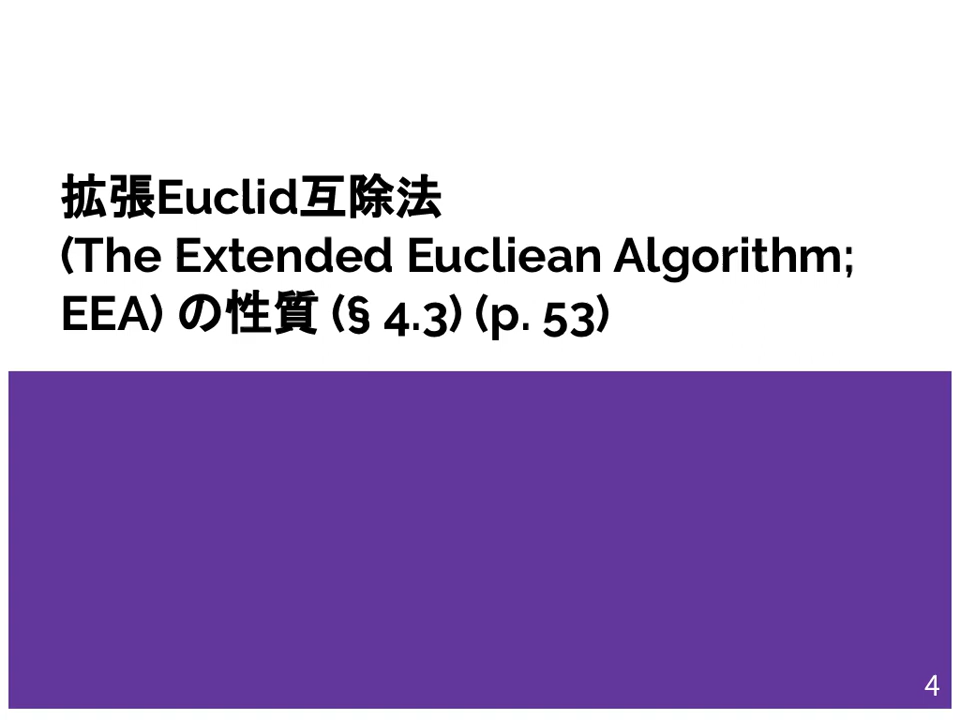 拡張Euclid互除法
(The Extended Eucliean Algorithm;
EEA) の性質 (§ 4.3) (p. 53)
4